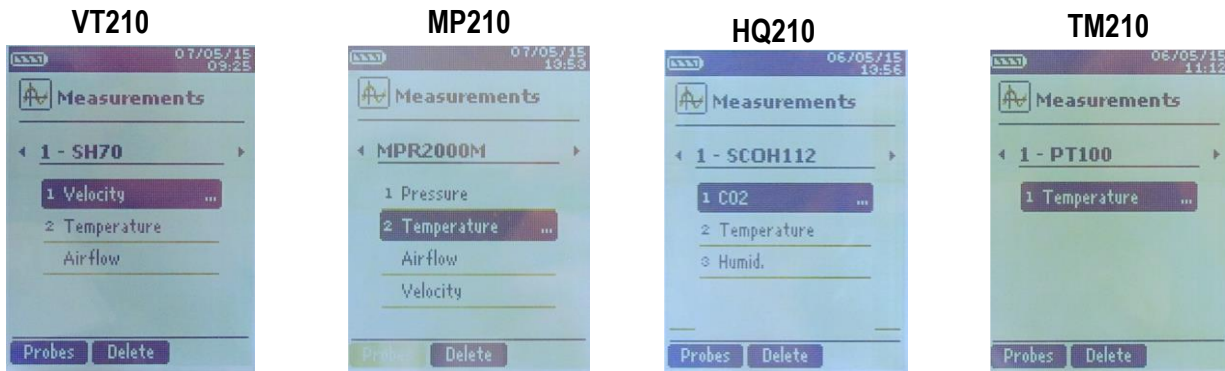 VT210
07/05/15
09:25
Measurements
1 - SH70
1 Velocity ...
2 Temperature
Airflow
Probes Delete
MP210
07/05/15
13:53
Measurements
MPR2000M
1 Pressure
2 Temperature ...
Airflow
Velocity
Probes Delete
HQ210
06/05/15
13:56
Measurements
1 - SCOH112
1 CO2 ...
2 Temperature
3 Humid.
Probes Delete
TM210
06/05/15
11:12
Measurements
1 - PT100
1 Temperature ...
Probes Delete